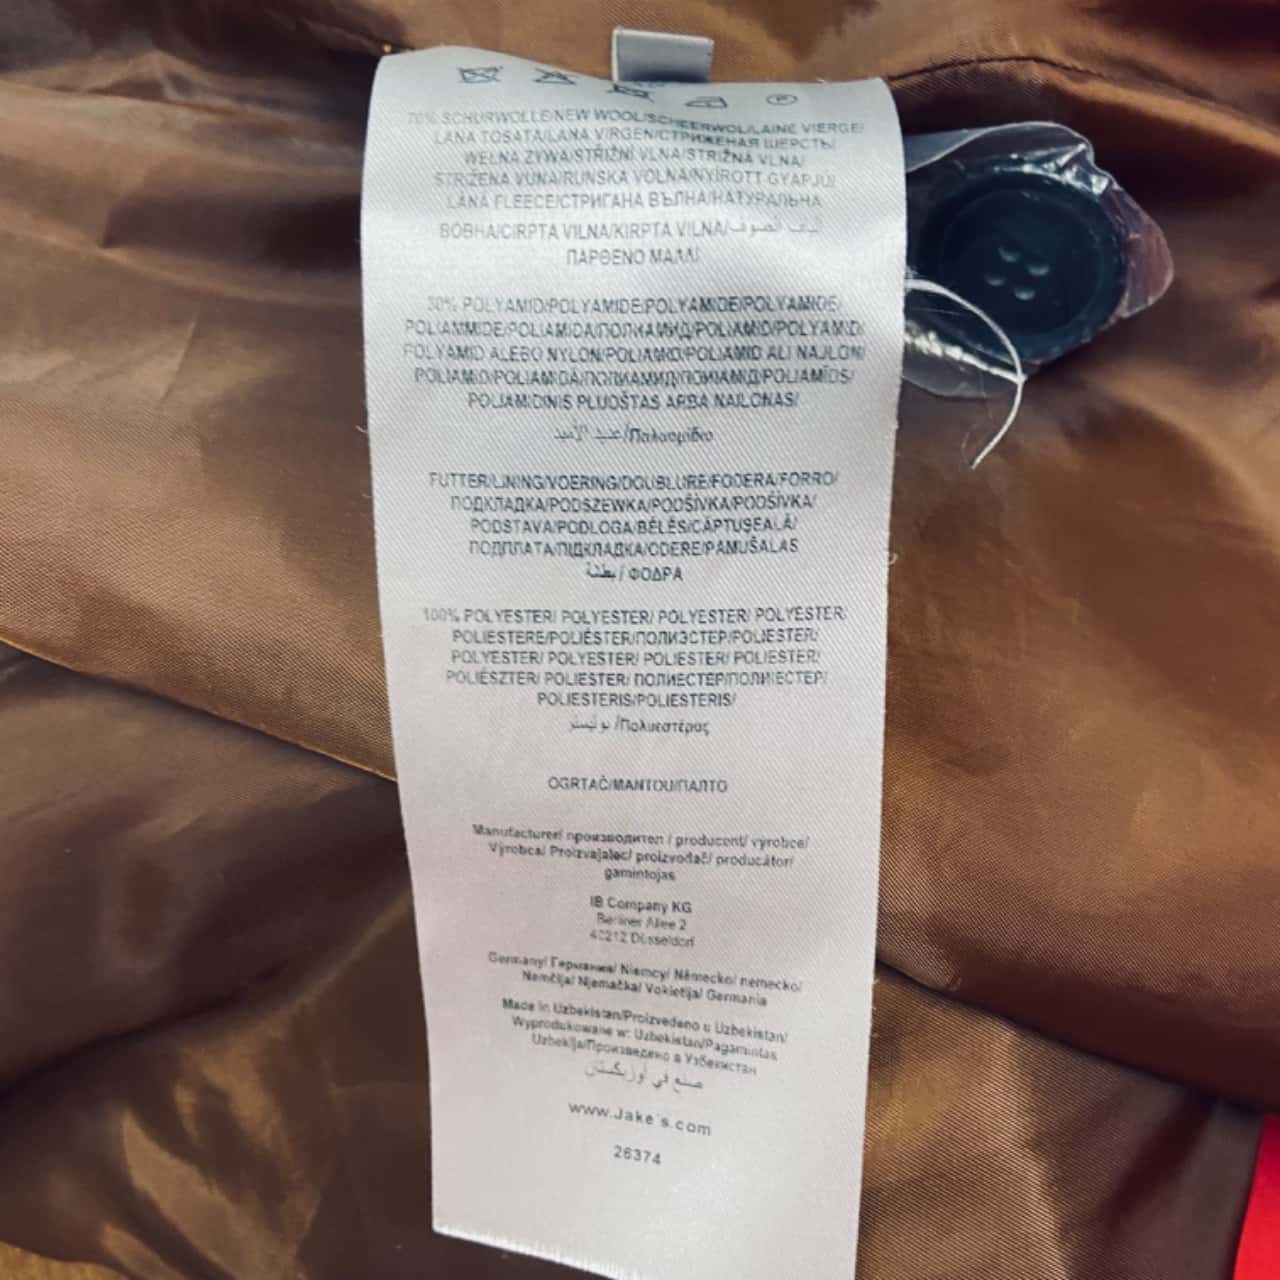 70% SCHURWOLLE/NEW WOOL/SCHEERWOL/LAINE VIERGE/
LANA TOSATA/LANA VIRGEN/СТРИЖЕНАЯ ШЕРСТЬ/
WEŁNA ŻYWA/STŘIŽNÍ VLNA/STRIŽNÁ VLNA/
STRIŽENA VUNA/RUNSKA VOLNA/NYÍROTT GYAPJÚ/
LÂNĂ FLEECE/СТРИГАНА ВЪЛНА/НАТУРАЛЬНА
ВОВНА/CIRPTA VILNA/KIRPTA VILNA/
ΠΑΡΘΕΝΟ ΜΑΛΛΙ
30% POLYAMID/POLYAMIDE/POLYAMIDE/POLYAMIDE/
POLIAMMIDE/POLIAMIDA/ПОЛИАМИД/POLIAMID/POLYAMID/
POLYAMID ALEBO NYLON/POLIAMID/POLIAMID ALI NAJLON/
POLIAMID/POLIAMIDĂ/ПОЛИАМИД/ПОЛІАМІД/POLIAMĪDS/
POLIAMIDINIS PLUOŠTAS ARBA NAILONAS/
/Πολυαμίδιο
FUTTER/LINING/VOERING/DOUBLURE/FODERA/FORRO/
ПОДКЛАДКА/PODSZEWKA/PODŠÍVKA/PODŠÍVKA/
PODSTAVA/PODLOGA/BÉLÉS/CĂPTUȘEALĂ/
ПОДПЛАТА/ПІДКЛАДКА/ODERE/PAMUŠALAS
بطانة / ΦΟΔΡΑ
100% POLYESTER/ POLYESTER/ POLYESTER/ POLYESTER/
POLIESTERE/POLIÉSTER/ПОЛИЭСТЕР/POLIESTER/
POLYESTER/ POLYESTER/ POLIESTER/ POLIESTER/
POLIÉSZTER/ POLIESTER/ ПОЛИЕСТЕР/ПОЛИЕСТЕР/
POLIESTERIS/POLIESTERIS/
/Πολυεστέρας
OGRTAČ/MANTOU/ПАЛТО
Manufacturer/ производител / producent/ výrobce/
Výrobca/ Proizvajalec/ proizvođač/ producător/
gamintojas
IB Company KG
Berliner Allee 2
40212 Düsseldorf
Germany/ Германия/ Niemcy/ Německo/ nemecko/
Nemčija/ Njemačka/ Vokietija/ Germania
Made in Uzbekistan/Proizvedeno u Uzbekistan/
Wyprodukowane w: Uzbekistan/Pagamintas
Uzbekija/Произведено в Узбекистан
صنع في أوزبكستان
www.Jake´s.com
26374